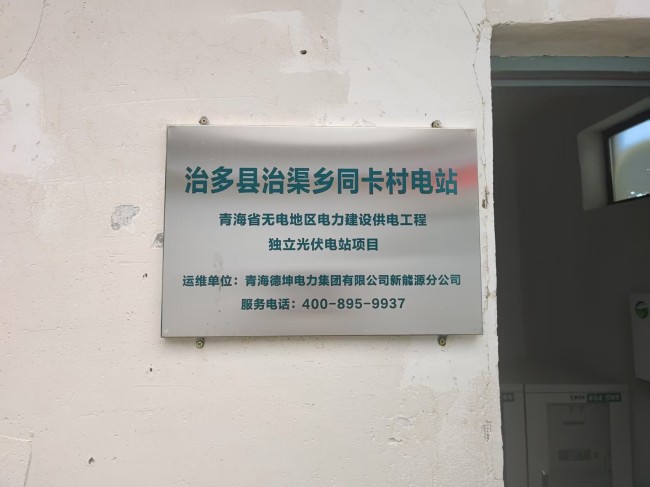 治多县治渠乡同卡村电站
青海省无电地区电力建设供电工程
独立光伏电站项目
运维单位：青海德坤电力集团有限公司新能源分公司
服务电话：400-895-9937